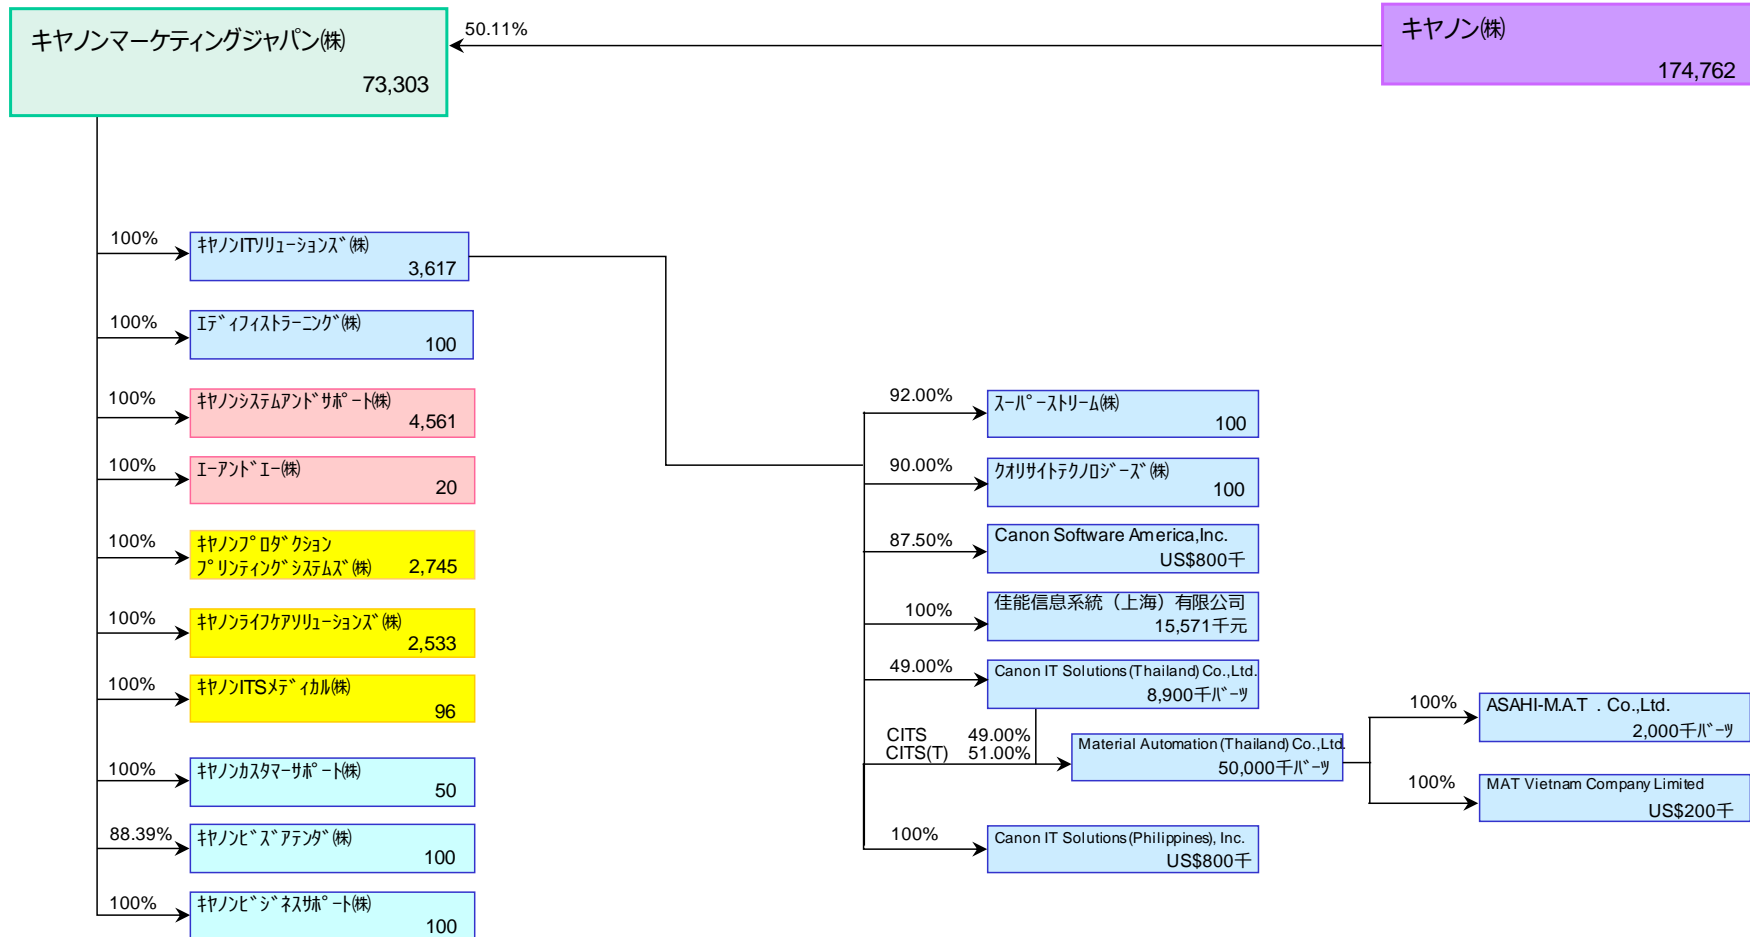 キヤノンマーケティングジャパン㈱
73,303
50.11%
キヤノン㈱
174,762
100%
ｷﾔﾉﾝITｿﾘｭｰｼｮﾝｽﾞ㈱
3,617
100%
ｴﾃﾞｨﾌｨｽﾄﾗｰﾆﾝｸﾞ㈱
100
100%
ｷﾔﾉﾝｼｽﾃﾑｱﾝﾄﾞｻﾎﾟｰﾄ㈱
4,561
100%
ｴｰｱﾝﾄﾞｴｰ㈱
20
100%
ｷﾔﾉﾝﾌﾟﾛﾀﾞｸｼｮﾝ
ﾌﾟﾘﾝﾃｨﾝｸﾞｼｽﾃﾑｽﾞ㈱ 2,745
100%
ｷﾔﾉﾝﾗｲﾌｹｱｿﾘｭｰｼｮﾝｽﾞ㈱
2,533
100%
ｷﾔﾉﾝITSﾒﾃﾞｨｶﾙ㈱
96
100%
ｷﾔﾉﾝｶｽﾀﾏｰｻﾎﾟｰﾄ㈱
50
88.39%
ｷﾔﾉﾝﾋﾞｽﾞｱﾃﾝﾀﾞ㈱
100
100%
ｷﾔﾉﾝﾋﾞｼﾞﾈｽｻﾎﾟｰﾄ㈱
100
92.00%
ｽｰﾊﾟｰｽﾄﾘｰﾑ㈱
100
90.00%
ｸｵﾘｻｲﾄﾃｸﾉﾛｼﾞｰｽﾞ㈱
100
87.50%
Canon Software America,Inc.
US$800千
100%
佳能信息系統（上海）有限公司
15,571千元
49.00%
Canon IT Solutions(Thailand) Co.,Ltd.
8,900千ﾊﾞｰﾂ
CITS 49.00%
CITS(T) 51.00%
Material Automation(Thailand) Co.,Ltd.
50,000千ﾊﾞｰﾂ
100%
ASAHI-M.A.T . Co.,Ltd.
2,000千ﾊﾞｰﾂ
100%
MAT Vietnam Company Limited
US$200千
100%
Canon IT Solutions(Philippines), Inc.
US$800千